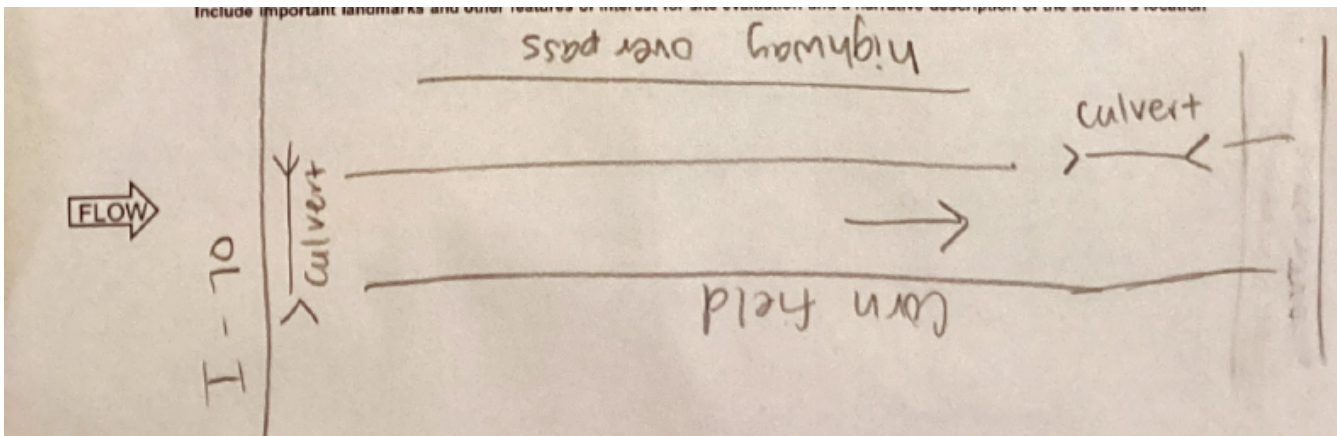 Include important landmarks and other features of interest for site evaluation and a narrative description of the stream's location
highway over pass
culvert
culvert
FLOW
I - 70
Corn field